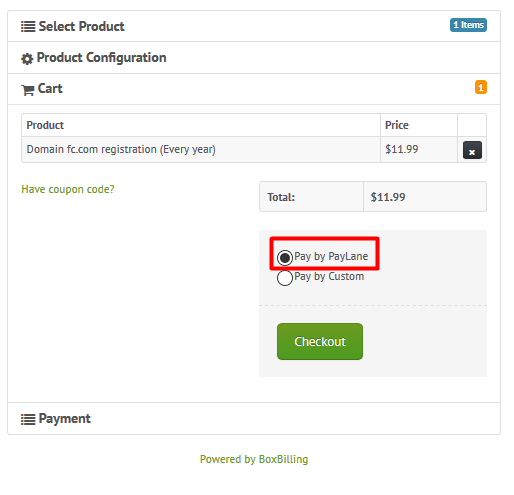 Select Product 1 Items
Product Configuration
Cart 1
Product Price
Domain fc.com registration (Every year) $11.99
Have coupon code?
Total: $11.99
Pay by PayLane
Pay by Custom
Checkout
Payment
Powered by BoxBilling